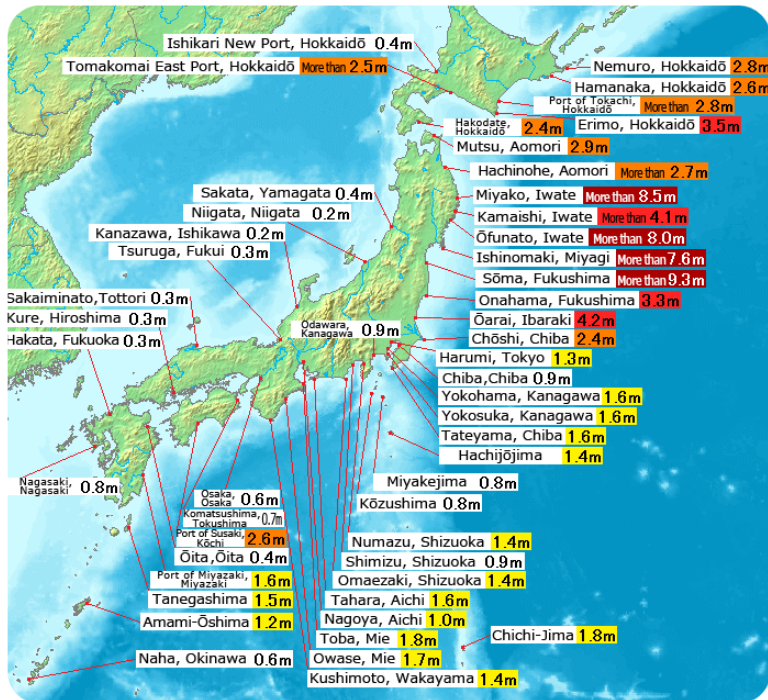 Ishikari New Port, Hokkaidō 0.4m
Tomakomai East Port, Hokkaidō More than 2.5m
Nemuro, Hokkaidō 2.8m
Hamanaka, Hokkaidō 2.6m
Port of Tokachi,
Hokkaidō More than 2.8m
Erimo, Hokkaidō 3.5m
Hakodate,
Hokkaidō 2.4m
Mutsu, Aomori 2.9m
Hachinohe, Aomori More than 2.7m
Sakata, Yamagata 0.4m
Miyako, Iwate More than 8.5m
Niigata, Niigata 0.2m
Kamaishi, Iwate More than 4.1m
Kanazawa, Ishikawa 0.2m
Ōfunato, Iwate More than 8.0m
Tsuruga, Fukui 0.3m
Ishinomaki, Miyagi More than 7.6m
Sōma, Fukushima More than 9.3m
Sakaiminato,Tottori 0.3m
Onahama, Fukushima 3.3m
Kure, Hiroshima 0.3m
Ōarai, Ibaraki 4.2m
Odawara,
Kanagawa 0.9m
Hakata, Fukuoka 0.3m
Chōshi, Chiba 2.4m
Harumi, Tokyo 1.3m
Chiba,Chiba 0.9m
Yokohama, Kanagawa 1.6m
Yokosuka, Kanagawa 1.6m
Tateyama, Chiba 1.6m
Hachijōjima 1.4m
Nagasaki,
Nagasaki 0.8m
Miyakejima 0.8m
Osaka,
Osaka 0.6m
Kōzushima 0.8m
Komatsushima,
Tokushima 0.7m
Port of Susaki,
Kōchi 2.6m
Numazu, Shizuoka 1.4m
Ōita,Ōita 0.4m
Shimizu, Shizuoka 0.9m
Port of Miyazaki,
Miyazaki 1.6m
Omaezaki, Shizuoka 1.4m
Tanegashima 1.5m
Tahara, Aichi 1.6m
Amami-Ōshima 1.2m
Nagoya, Aichi 1.0m
Toba, Mie 1.8m
Chichi-Jima 1.8m
Naha, Okinawa 0.6m
Owase, Mie 1.7m
Kushimoto, Wakayama 1.4m